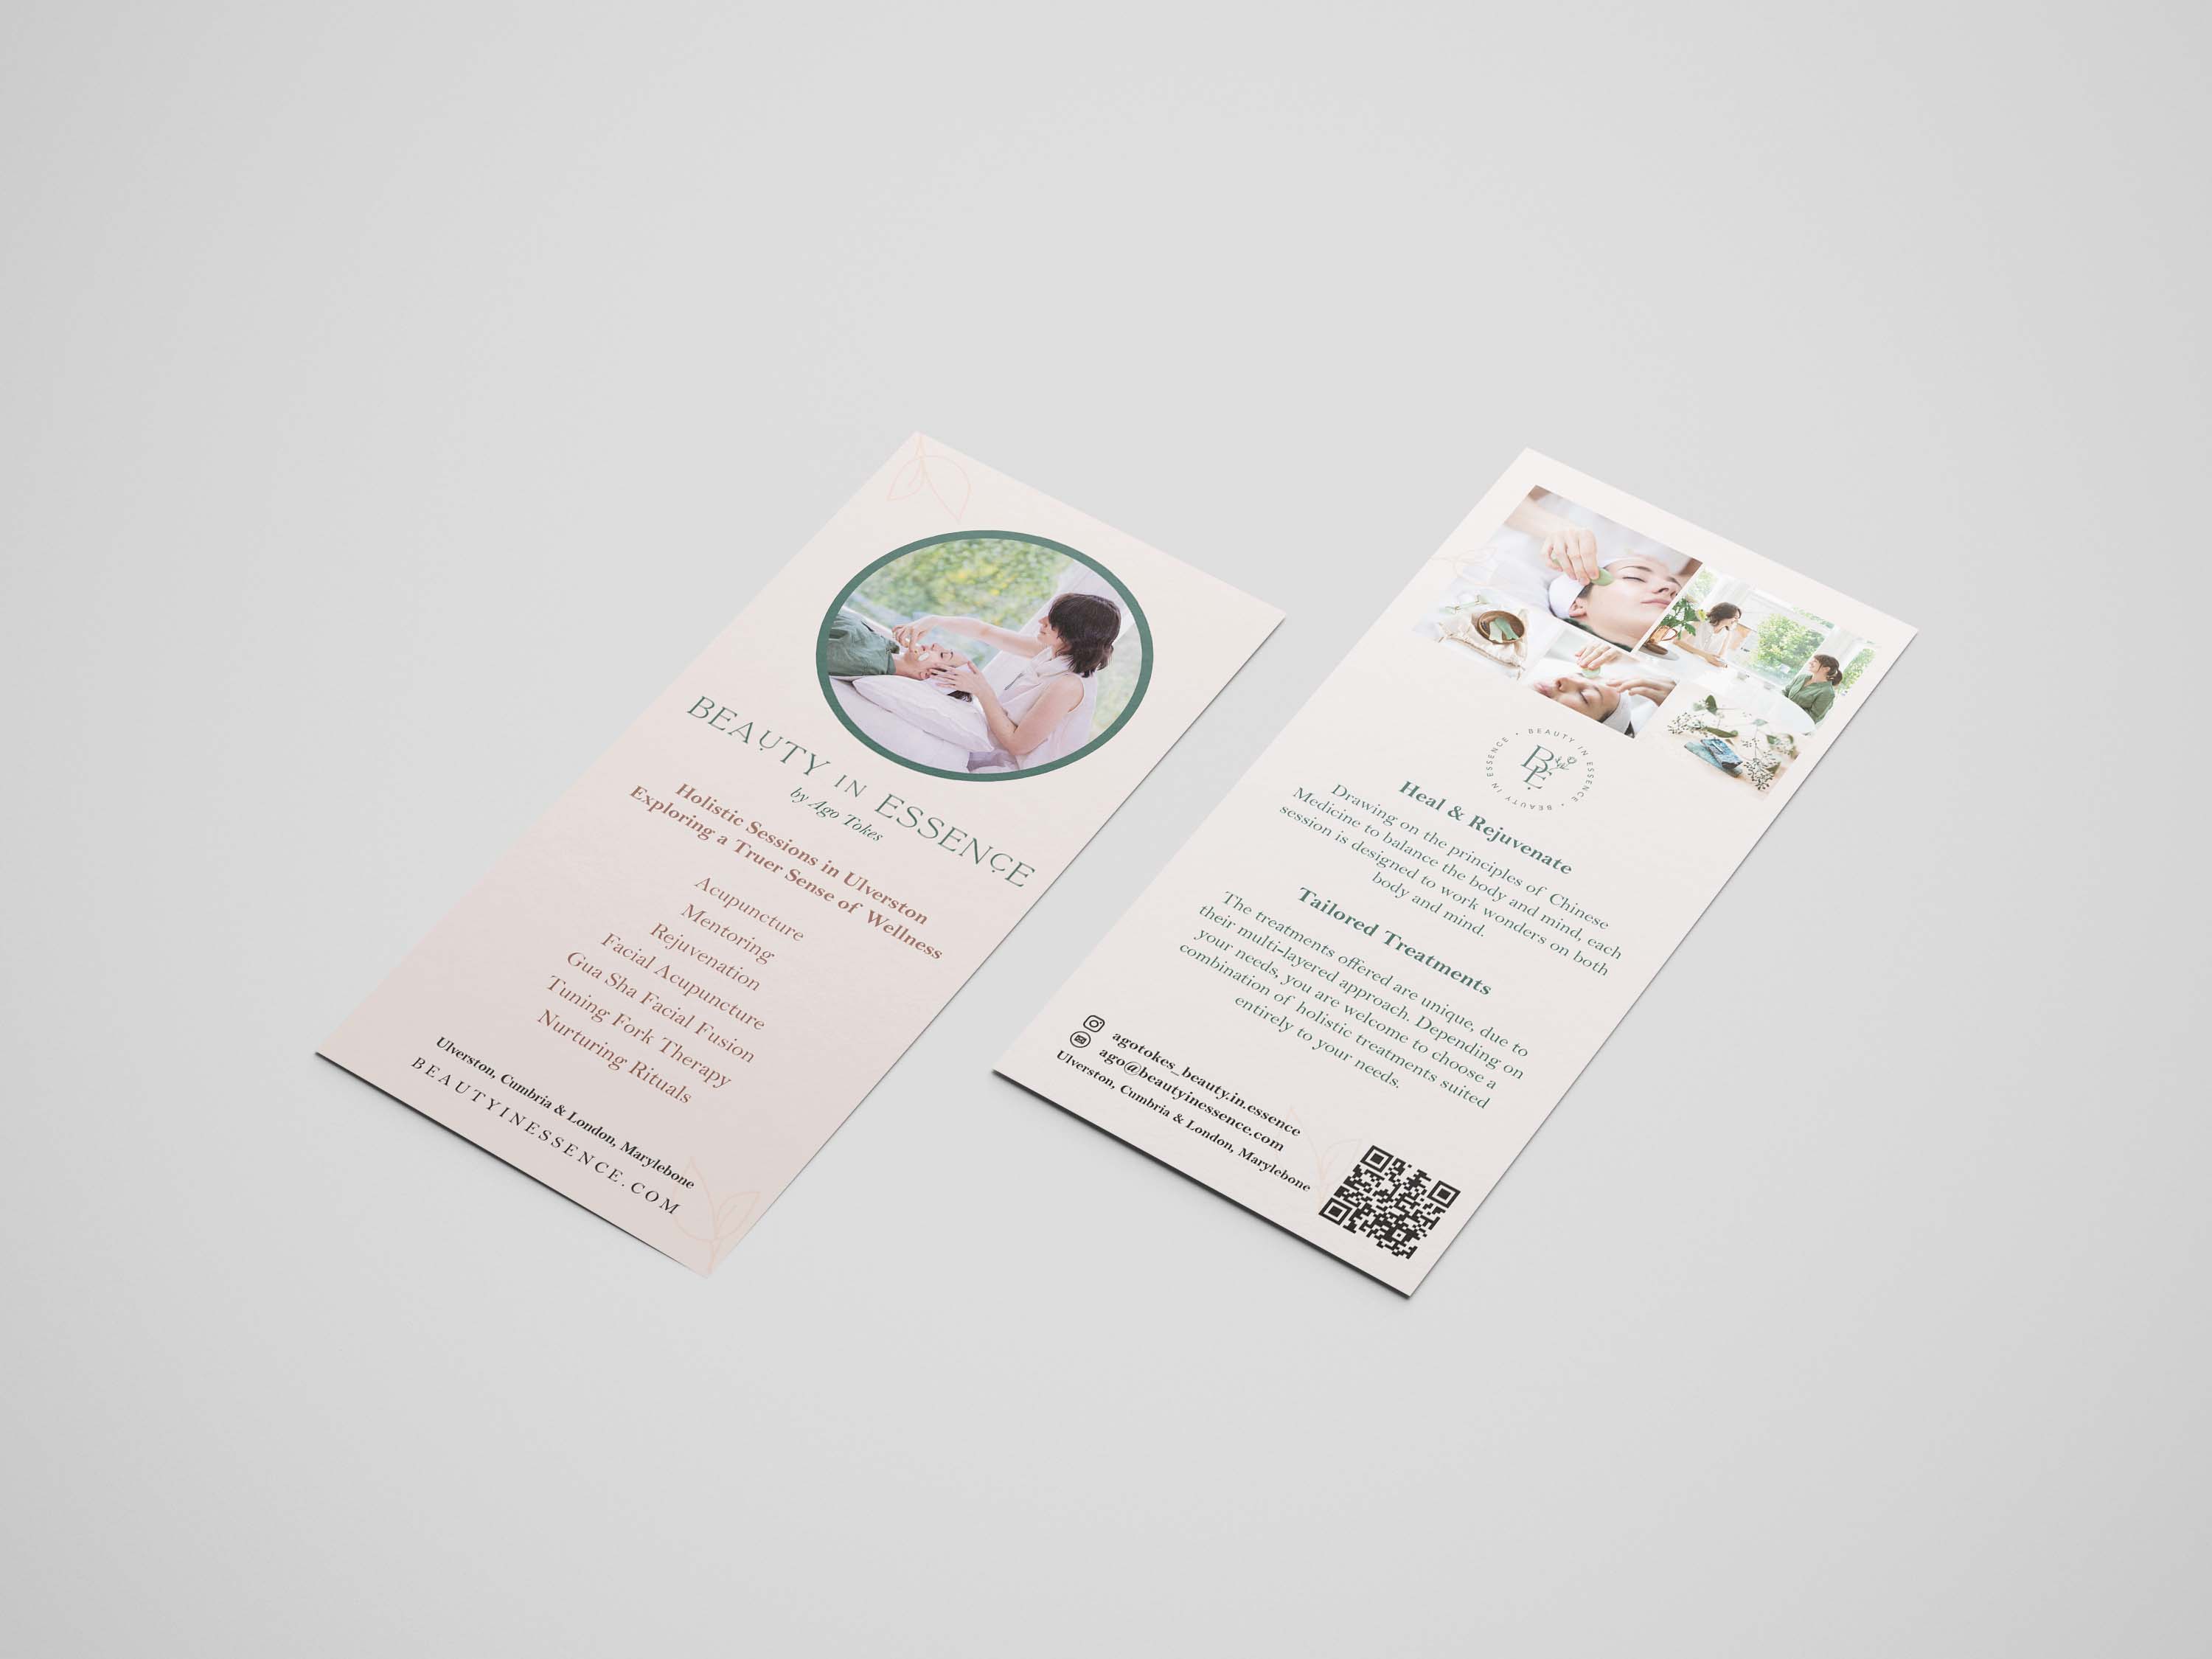 BEAUTY IN ESSENCE
by Ago Tokes
Holistic Sessions in Ulverston
Exploring a Truer Sense of Wellness
Acupuncture
Mentoring
Rejuvenation
Facial Acupuncture
Gua Sha Facial Fusion
Tuning Fork Therapy
Nurturing Rituals
Ulverston, Cumbria & London, Marylebone
BEAUTYINESSENCE.COM
BEAUTY IN ESSENCE • BEAUTY IN ESSENCE •
BE
Heal & Rejuvenate
Drawing on the principles of Chinese
Medicine to balance the body and mind, each
session is designed to work wonders on both
body and mind.
Tailored Treatments
The treatments offered are unique, due to
their multi-layered approach. Depending on
your needs, you are welcome to choose a
combination of holistic treatments suited
entirely to your needs.
agotokes_beauty.in.essence
ago@beautyinessence.com
Ulverston, Cumbria & London, Marylebone